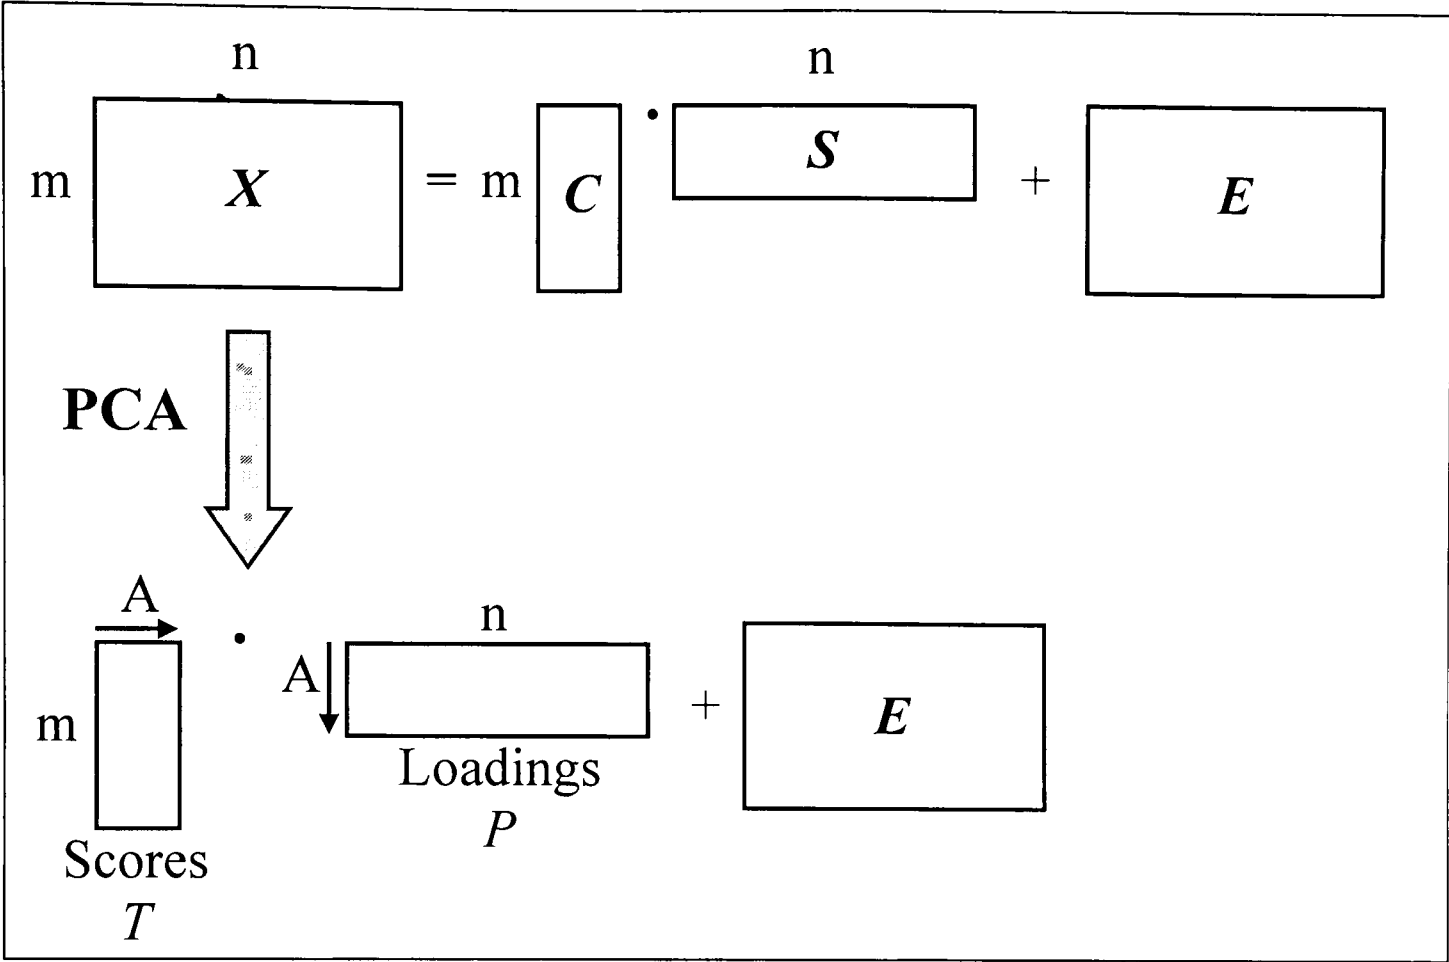 n n
m X = m C · S + E
PCA
A
· n
A
m + E
Loadings
P
Scores
T